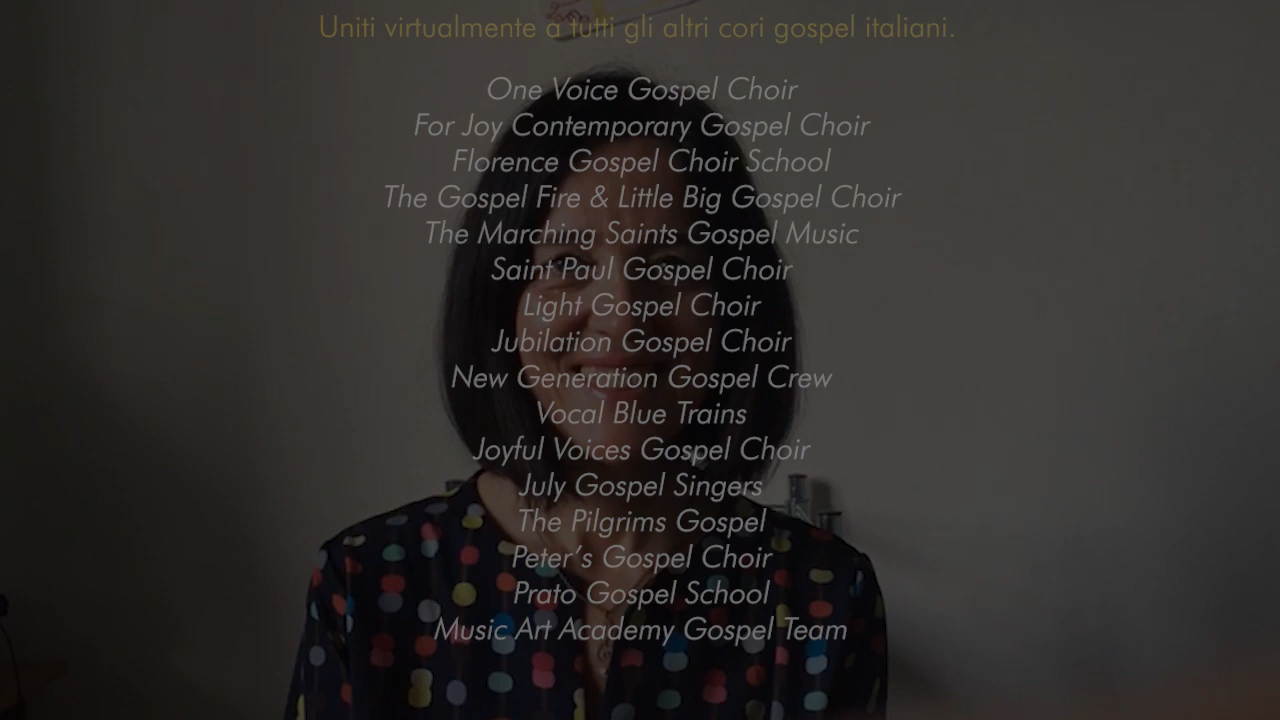 Uniti virtualmente a tutti gli altri cori gospel italiani.
One Voice Gospel Choir
For Joy Contemporary Gospel Choir
Florence Gospel Choir School
The Gospel Fire & Little Big Gospel Choir
The Marching Saints Gospel Music
Saint Paul Gospel Choir
Light Gospel Choir
Jubilation Gospel Choir
New Generation Gospel Crew
Vocal Blue Trains
Joyful Voices Gospel Choir
July Gospel Singers
The Pilgrims Gospel
Peter's Gospel Choir
Prato Gospel School
Music Art Academy Gospel Team